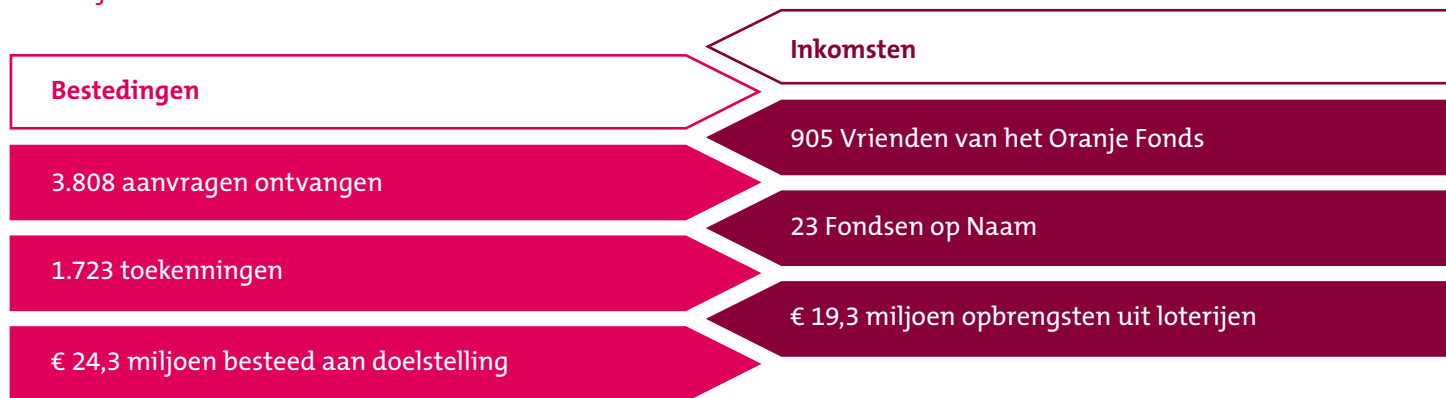 Bestedingen
3.808 aanvragen ontvangen
1.723 toekenningen
€ 24,3 miljoen besteed aan doelstelling
Inkomsten
905 Vrienden van het Oranje Fonds
23 Fondsen op Naam
€ 19,3 miljoen opbrengsten uit loterijen